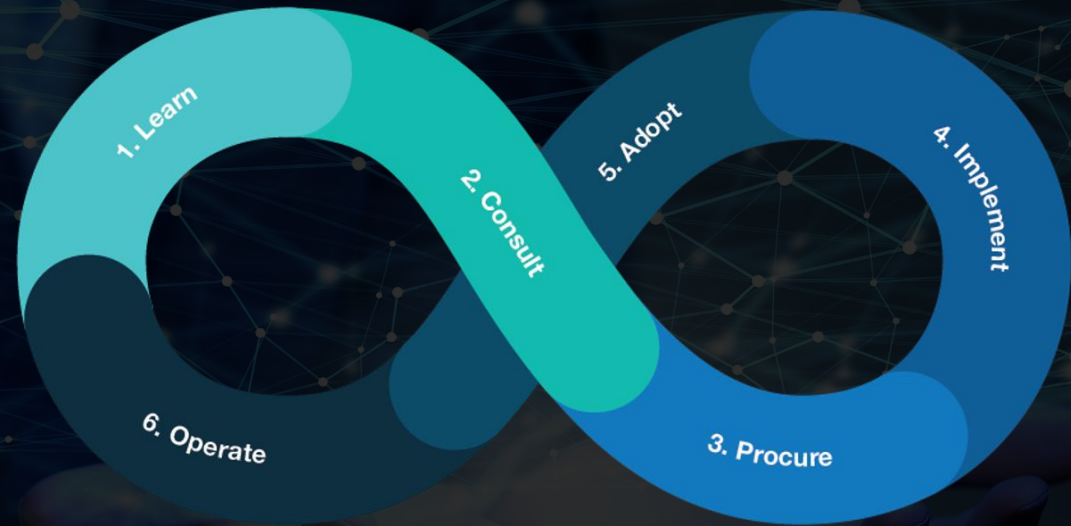 1. Learn
2. Consult
3. Procure
4. Implement
5. Adopt
6. Operate